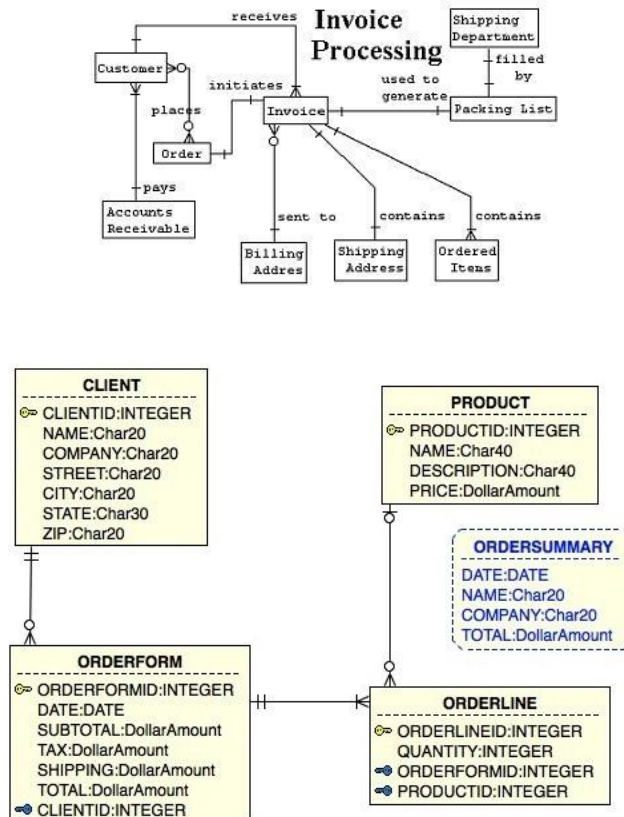 receives
Invoice
Processing
Shipping
Department
Customer
initiates
used to
generate
filled
by
places
Invoice
Packing List
Order
pays
Accounts
Receivable
sent to
contains
contains
Billing
Addres
Shipping
Address
Ordered
Items
CLIENT
CLIENTID:INTEGER
NAME:Char20
COMPANY:Char20
STREET:Char20
CITY:Char20
STATE:Char30
ZIP:Char20
PRODUCT
PRODUCTID:INTEGER
NAME:Char40
DESCRIPTION:Char40
PRICE:DollarAmount
ORDERSUMMARY
DATE:DATE
NAME:Char20
COMPANY:Char20
TOTAL:DollarAmount
ORDERFORM
ORDERFORMID:INTEGER
DATE:DATE
SUBTOTAL:DollarAmount
TAX:DollarAmount
SHIPPING:DollarAmount
TOTAL:DollarAmount
CLIENTID:INTEGER
ORDERLINE
ORDERLINEID:INTEGER
QUANTITY:INTEGER
ORDERFORMID:INTEGER
PRODUCTID:INTEGER